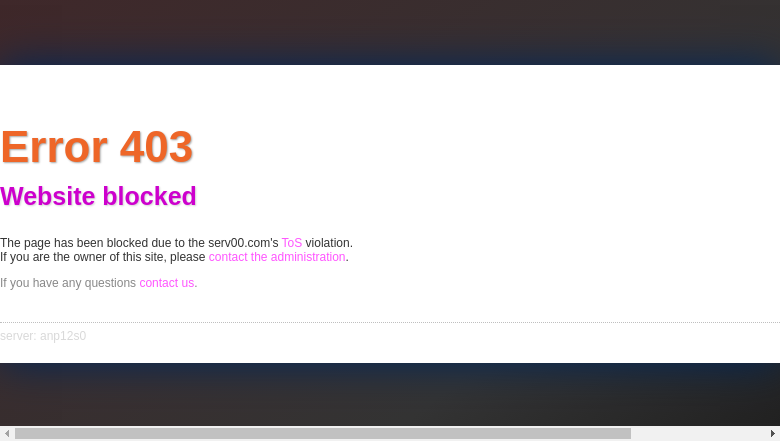 Error 403
Website blocked
The page has been blocked due to the serv00.com's ToS violation.
If you are the owner of this site, please contact the administration.
If you have any questions contact us.
server: anp12s0